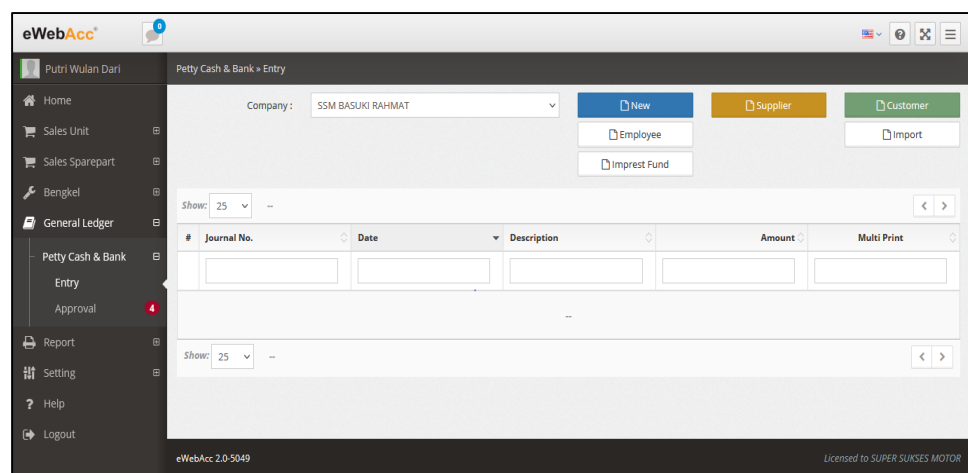 eWebAcc®
0
Putri Wulan Dari
Petty Cash & Bank » Entry
Home
Sales Unit
Sales Sparepart
Bengkel
General Ledger
Petty Cash & Bank
Entry
Approval 4
Report
Setting
? Help
Logout
Company : SSM BASUKI RAHMAT
New
Supplier
Customer
Employee
Import
Imprest Fund
Show: 25 --
# Journal No. Date Description Amount Multi Print
--
Show: 25 --
eWebAcc 2.0-5049
Licensed to SUPER SUKSES MOTOR